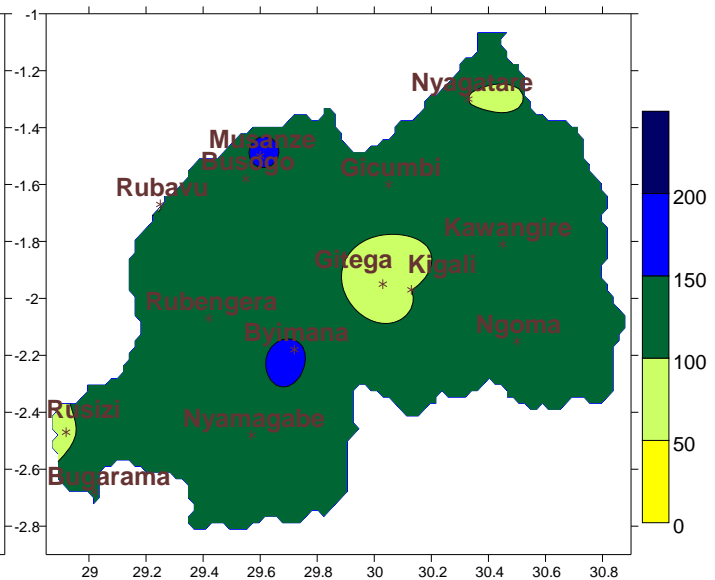 -1
-1.2
Nyagatare
-1.4
Musanze
Busogo
Gicumbi
-1.6
Rubavu
200
-1.8
Kawangire
Gitega
Kigali
150
-2
Rubengera
Byimana
Ngoma
-2.2
100
-2.4
Rusizi
Nyamagabe
50
-2.6
Bugarama
-2.8
0
29 29.2 29.4 29.6 29.8 30 30.2 30.4 30.6 30.8